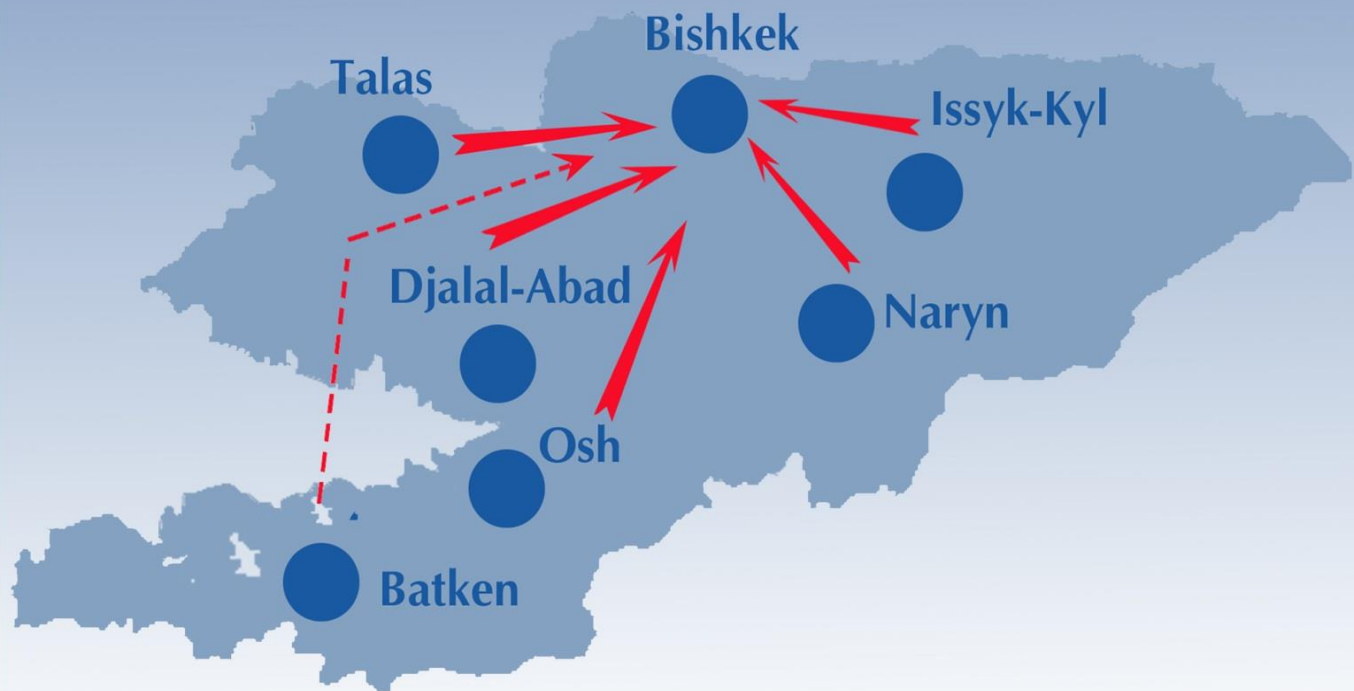 Bishkek
Talas
Issyk-Kyl
Djalal-Abad
Naryn
Osh
Batken